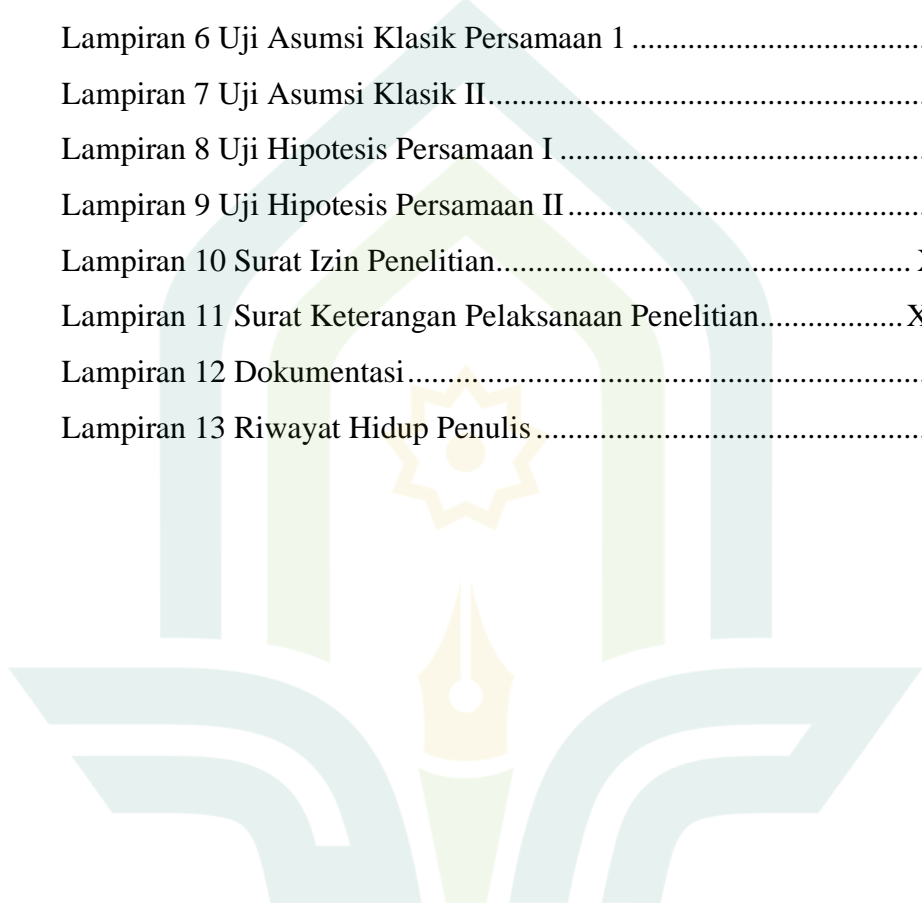 Lampiran 6 Uji Asumsi Klasik Persamaan 1 ....................................
Lampiran 7 Uji Asumsi Klasik II.......................................................
Lampiran 8 Uji Hipotesis Persamaan I .............................................
Lampiran 9 Uji Hipotesis Persamaan II ............................................
Lampiran 10 Surat Izin Penelitian....................................................
Lampiran 11 Surat Keterangan Pelaksanaan Penelitian................. X
Lampiran 12 Dokumentasi................................................................
Lampiran 13 Riwayat Hidup Penulis ................................................